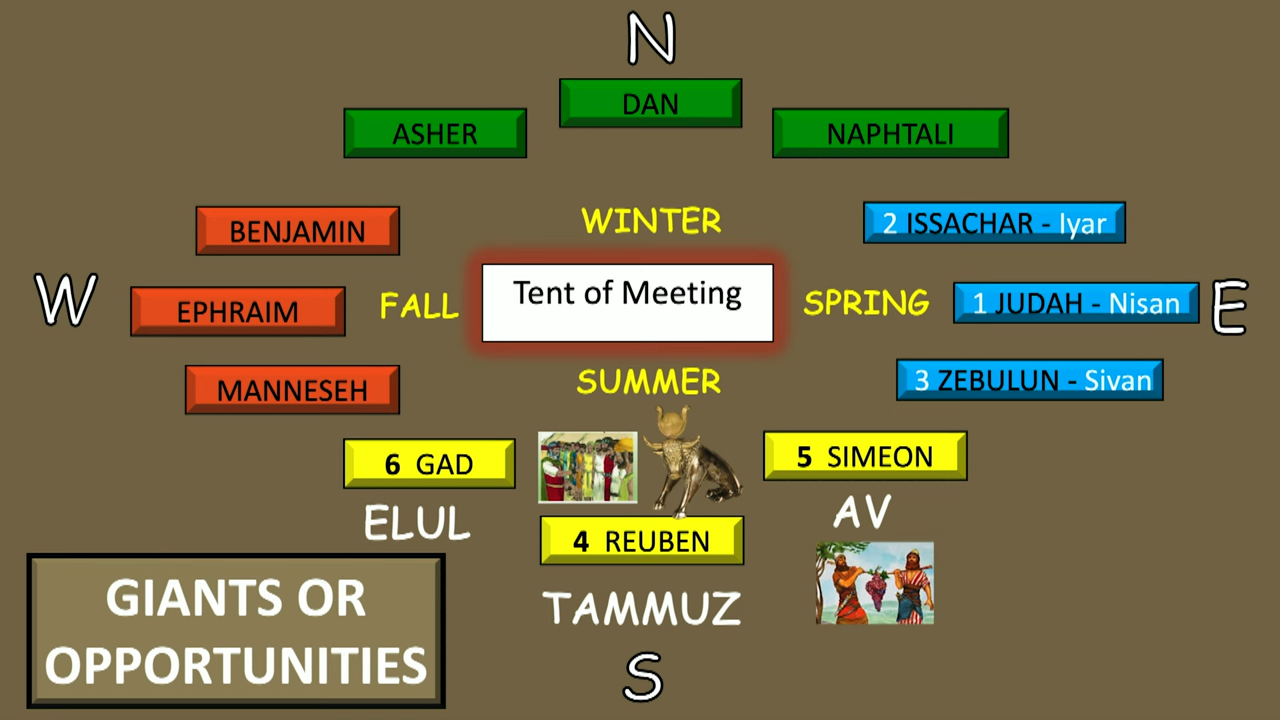 N
DAN
ASHER
NAPHTALI
BENJAMIN
WINTER
2 ISSACHAR - Iyar
W
EPHRAIM
FALL
Tent of Meeting
SPRING
1 JUDAH - Nisan
E
MANNESEH
SUMMER
3 ZEBULUN - Sivan
6 GAD
5 SIMEON
ELUL
4 REUBEN
AV
GIANTS OR
OPPORTUNITIES
TAMMUZ
S